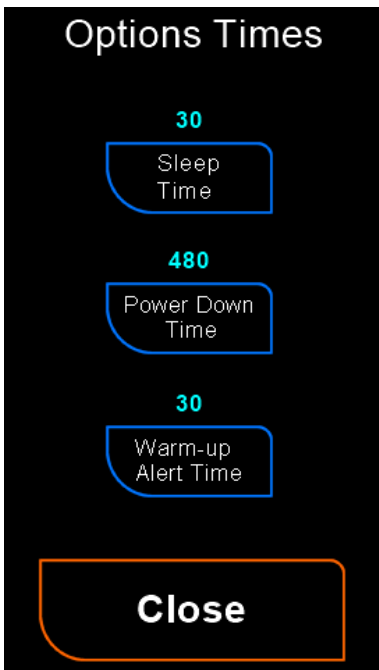 Options Times
30
Sleep
Time
480
Power Down
Time
30
Warm-up
Alert Time
Close